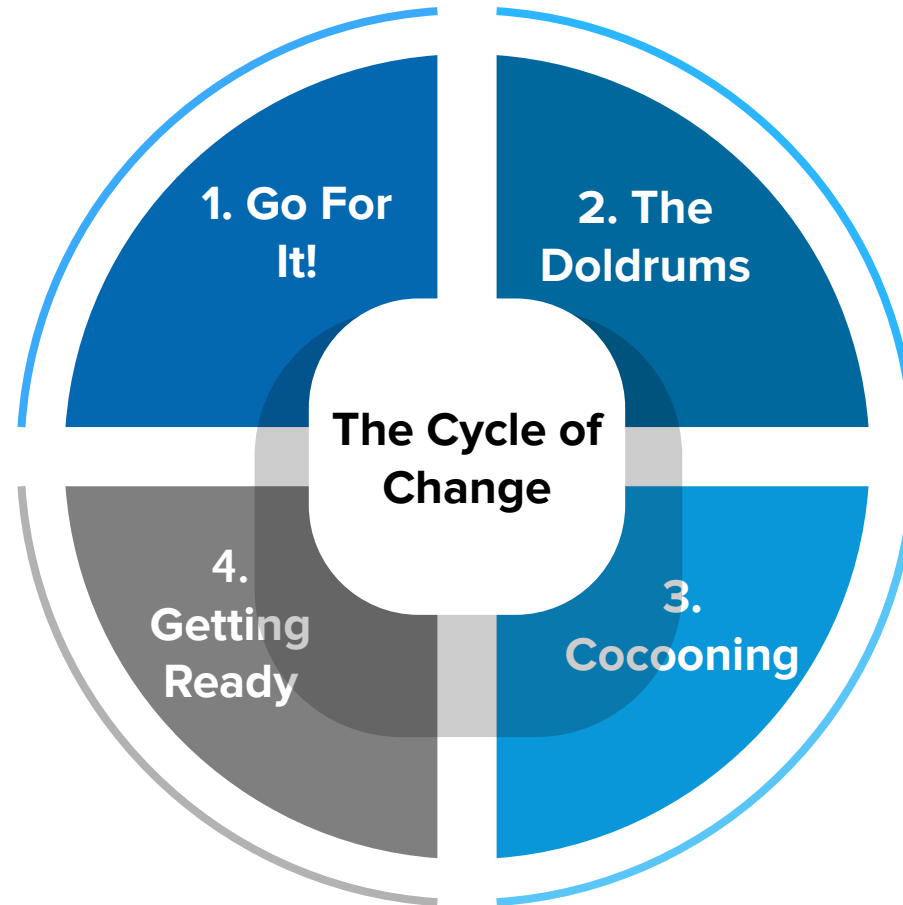 1. Go For
It!
2. The
Doldrums
The Cycle of
Change
3.
Cocooning
4.
Getting
Ready